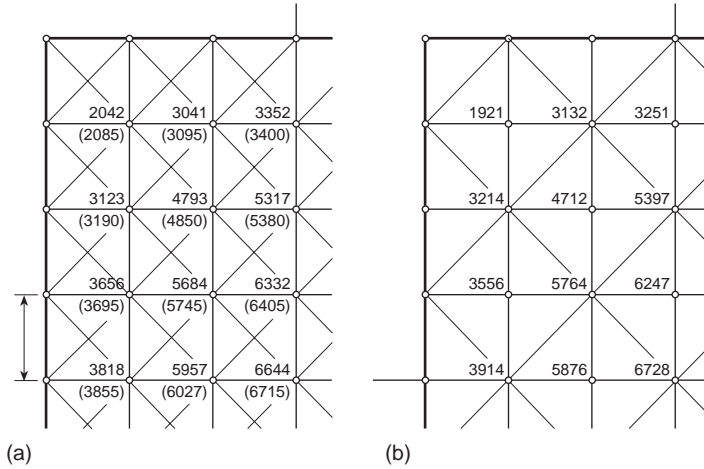 2042 3041 3352
(2085) (3095) (3400)
3123 4793 5317
(3190) (4850) (5380)
3656 5684 6332
(3695) (5745) (6405)
3818 5957 6644
(3855) (6027) (6715)
(a)
1921 3132 3251
3214 4712 5397
3556 5764 6247
3914 5876 6728
(b)